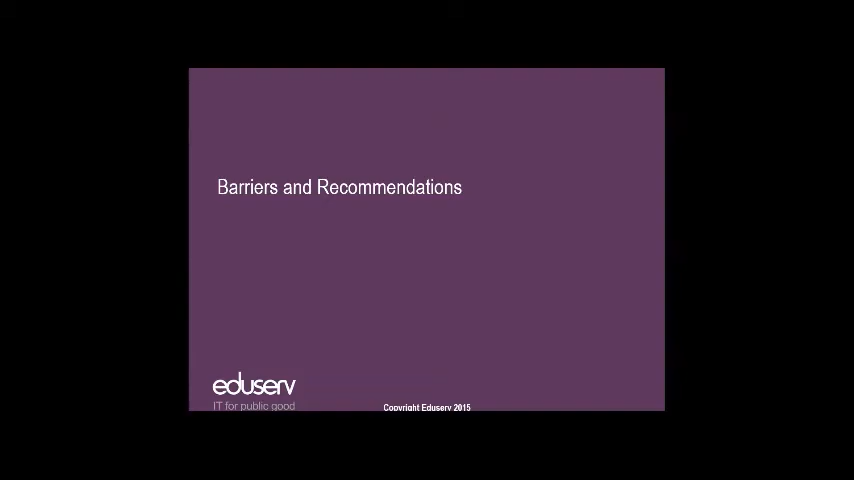 Barriers and Recommendations
eduserv
IT for public good
Copyright Eduserv 2015